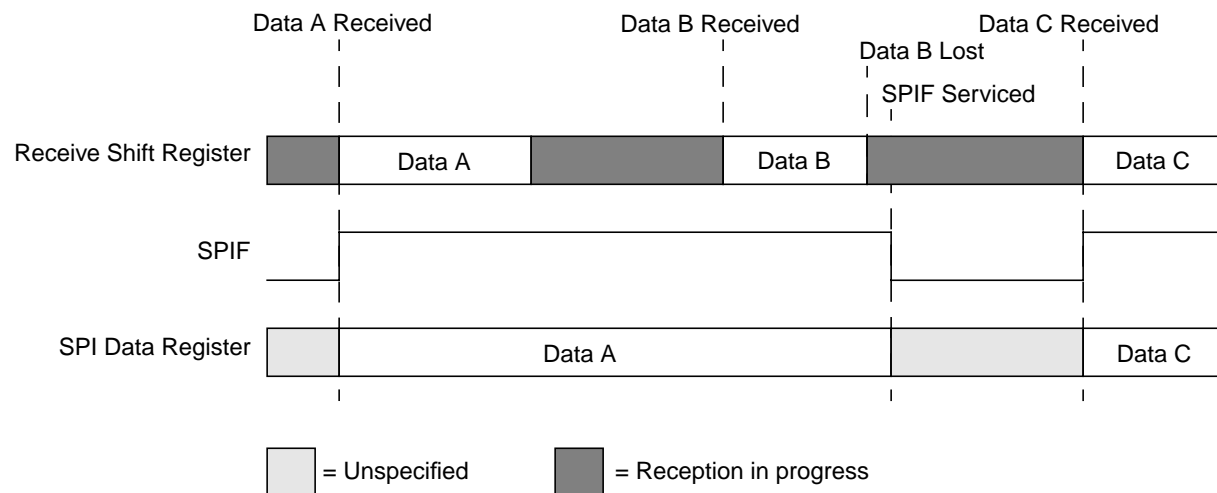 Data A Received
Data B Received
Data C Received
Data B Lost
SPIF Serviced
Receive Shift Register
Data A
Data B
Data C
SPIF
SPI Data Register
Data A
Data C
= Unspecified
= Reception in progress